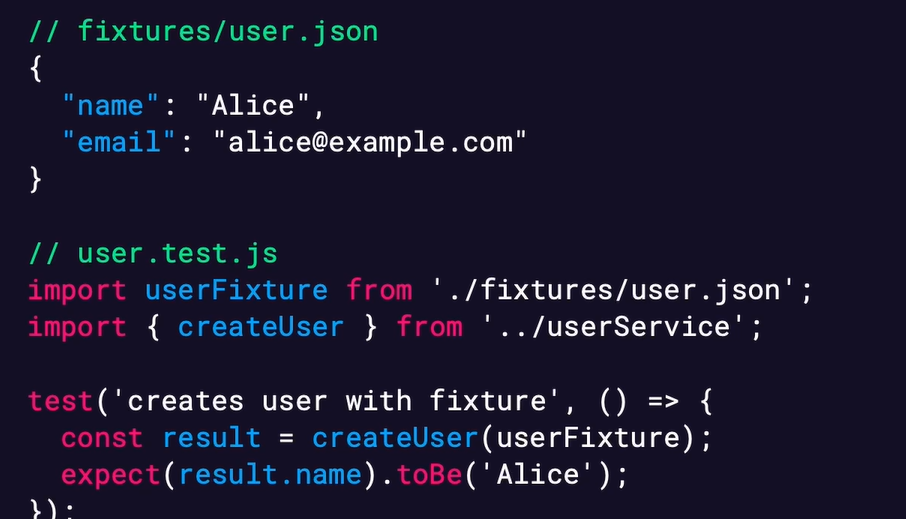 // fixtures/user.json
{
  "name": "Alice",
  "email": "alice@example.com"
}

// user.test.js
import userFixture from './fixtures/user.json';
import { createUser } from '../userService';

test('creates user with fixture', () => {
  const result = createUser(userFixture);
  expect(result.name).toBe('Alice');
});